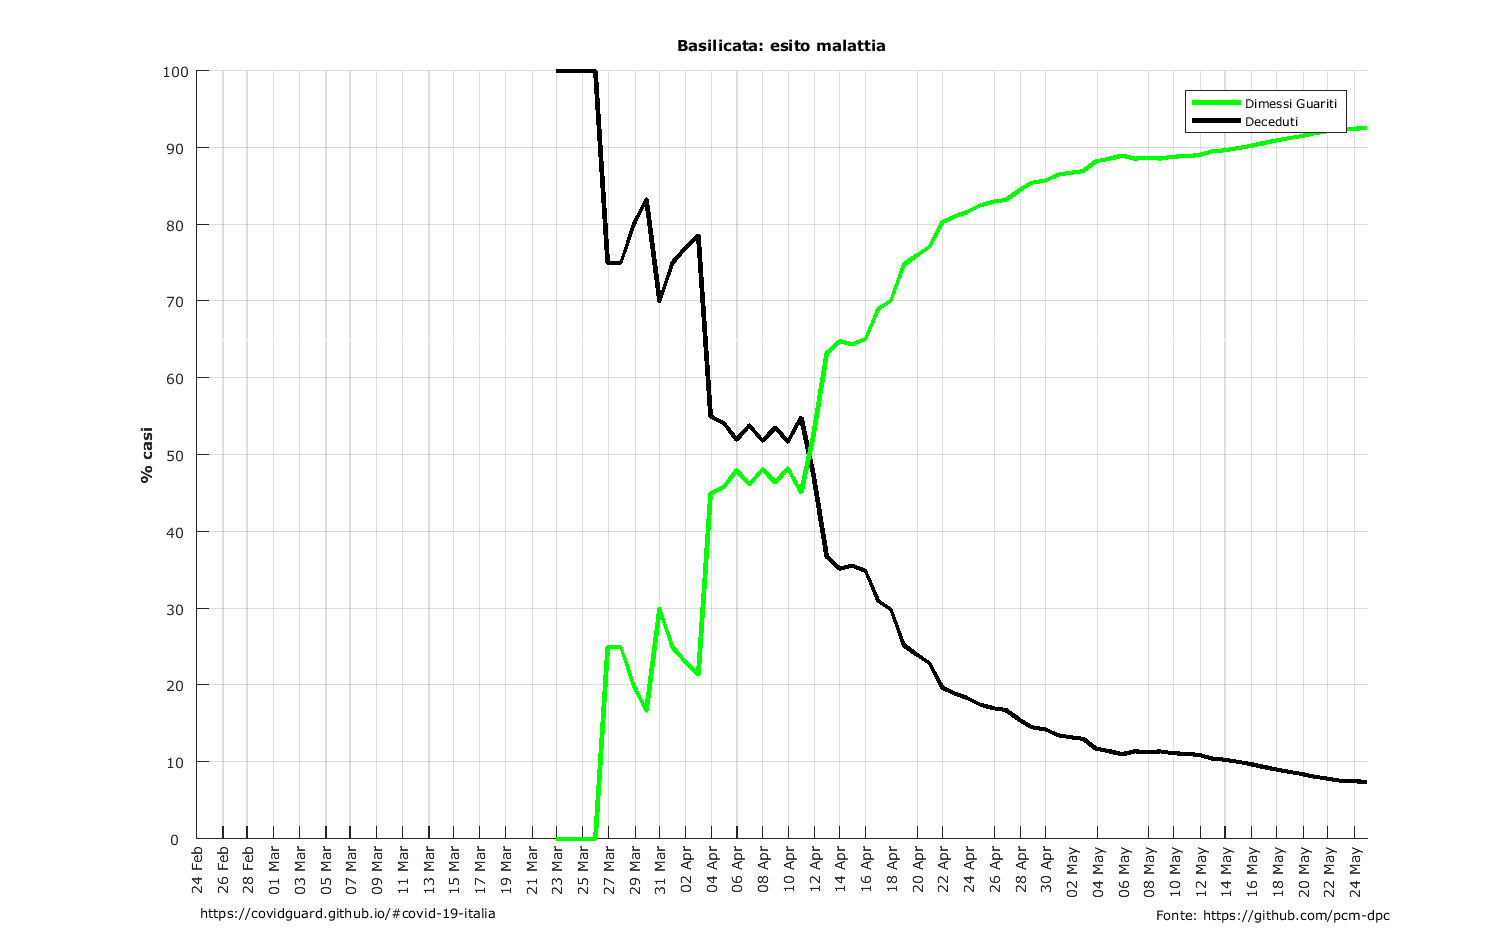 Basilicata: esito malattia
Dimessi Guariti
Deceduti
% casi
100
90
80
70
60
50
40
30
20
10
0
24 Feb
26 Feb
28 Feb
01 Mar
03 Mar
05 Mar
07 Mar
09 Mar
11 Mar
13 Mar
15 Mar
17 Mar
19 Mar
21 Mar
23 Mar
25 Mar
27 Mar
29 Mar
31 Mar
02 Apr
04 Apr
06 Apr
08 Apr
10 Apr
12 Apr
14 Apr
16 Apr
18 Apr
20 Apr
22 Apr
24 Apr
26 Apr
28 Apr
30 Apr
02 May
04 May
06 May
08 May
10 May
12 May
14 May
16 May
18 May
20 May
22 May
24 May
https://covidguard.github.io/#covid-19-italia
Fonte: https://github.com/pcm-dpc